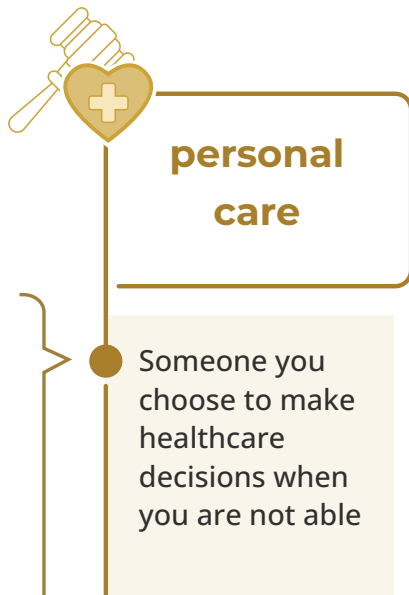 personal
care
Someone you
choose to make
healthcare
decisions when
you are not able